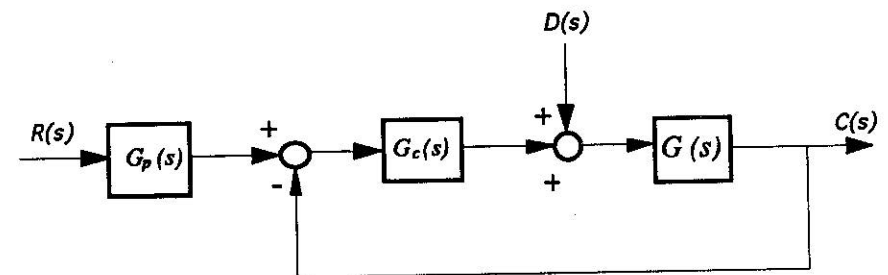 D(s)
R(s)
G_p(s)
+
-
G_c(s)
+
+
G(s)
C(s)